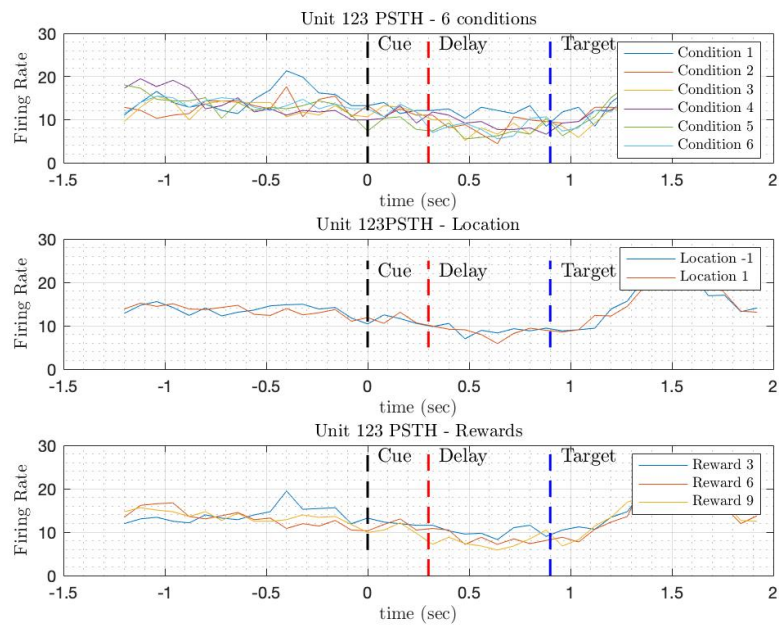 Unit 123 PSTH - 6 conditions
Firing Rate
30
20
10
0
Cue
Delay
Target
Condition 1
Condition 2
Condition 3
Condition 4
Condition 5
Condition 6
-1.5 -1 -0.5 0 0.5 1 1.5 2
time (sec)
Unit 123PSTH - Location
Firing Rate
30
20
10
0
Cue
Delay
Target
Location -1
Location 1
-1.5 -1 -0.5 0 0.5 1 1.5 2
time (sec)
Unit 123 PSTH - Rewards
Firing Rate
30
20
10
0
Cue
Delay
Target
Reward 3
Reward 6
Reward 9
-1.5 -1 -0.5 0 0.5 1 1.5 2
time (sec)